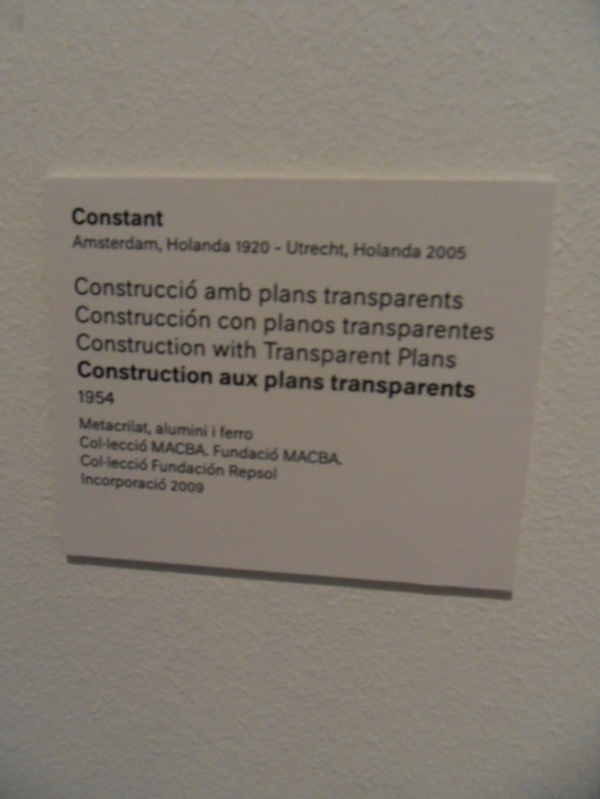 Constant
Amsterdam, Holanda 1920 - Utrecht, Holanda 2005
Construcció amb plans transparents
Construcción con planos transparentes
Construction with Transparent Plans
Construction aux plans transparents
1954
Metacrilat, alumini i ferro
Col·lecció MACBA. Fundació MACBA.
Col·lecció Fundación Repsol
Incorporació 2009